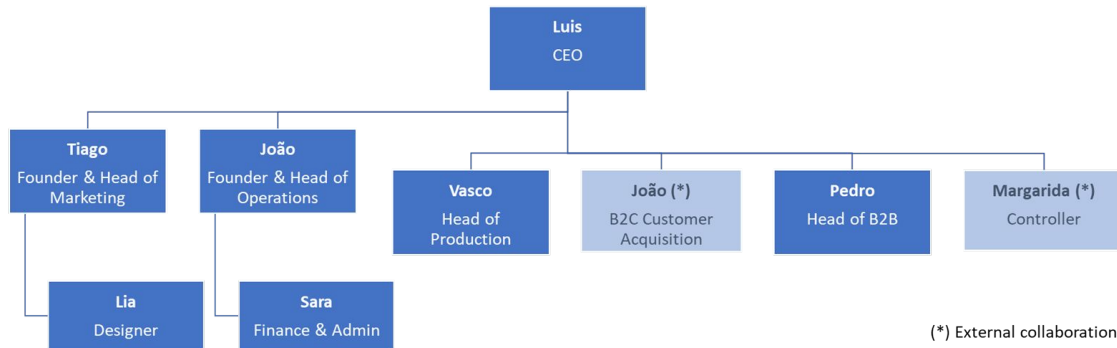 Luis
CEO
Tiago
Founder & Head of
Marketing
João
Founder & Head of
Operations
Vasco
Head of
Production
João (*)
B2C Customer
Acquisition
Pedro
Head of B2B
Margarida (*)
Controller
Lia
Designer
Sara
Finance & Admin
(*) External collaboration